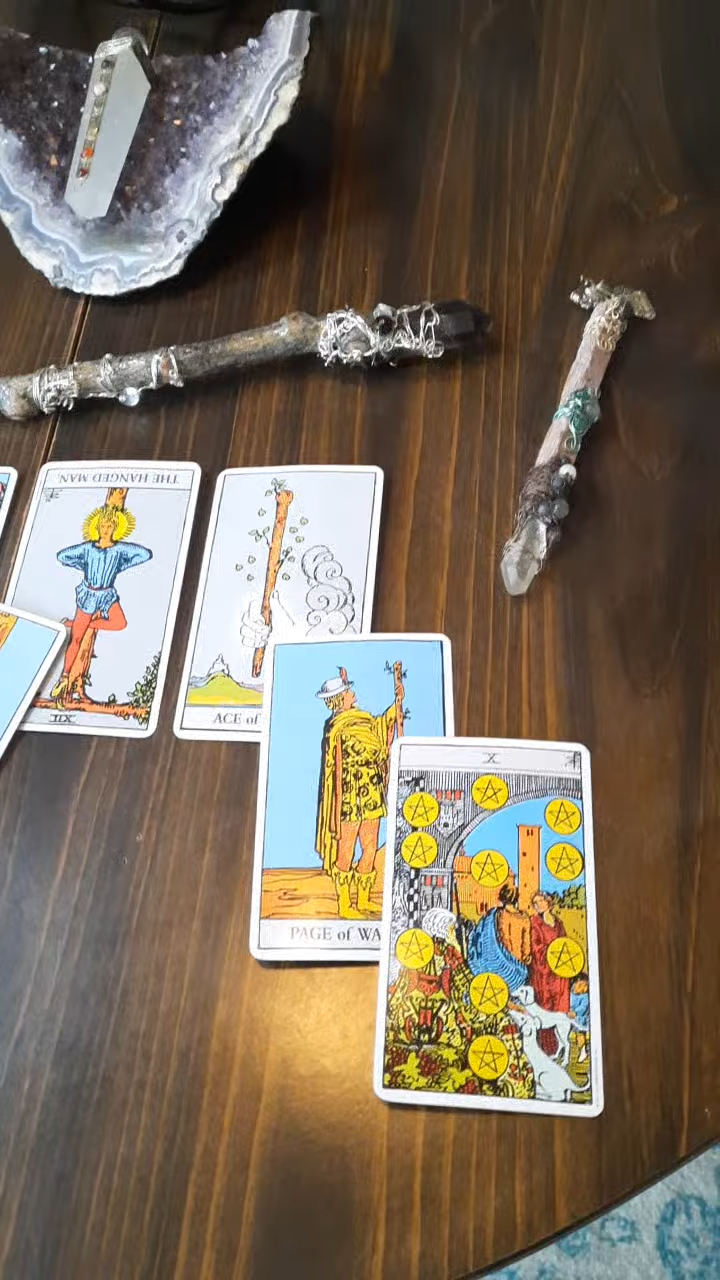 THE HANGED MAN.
XII
ACE of
PAGE of WA
X